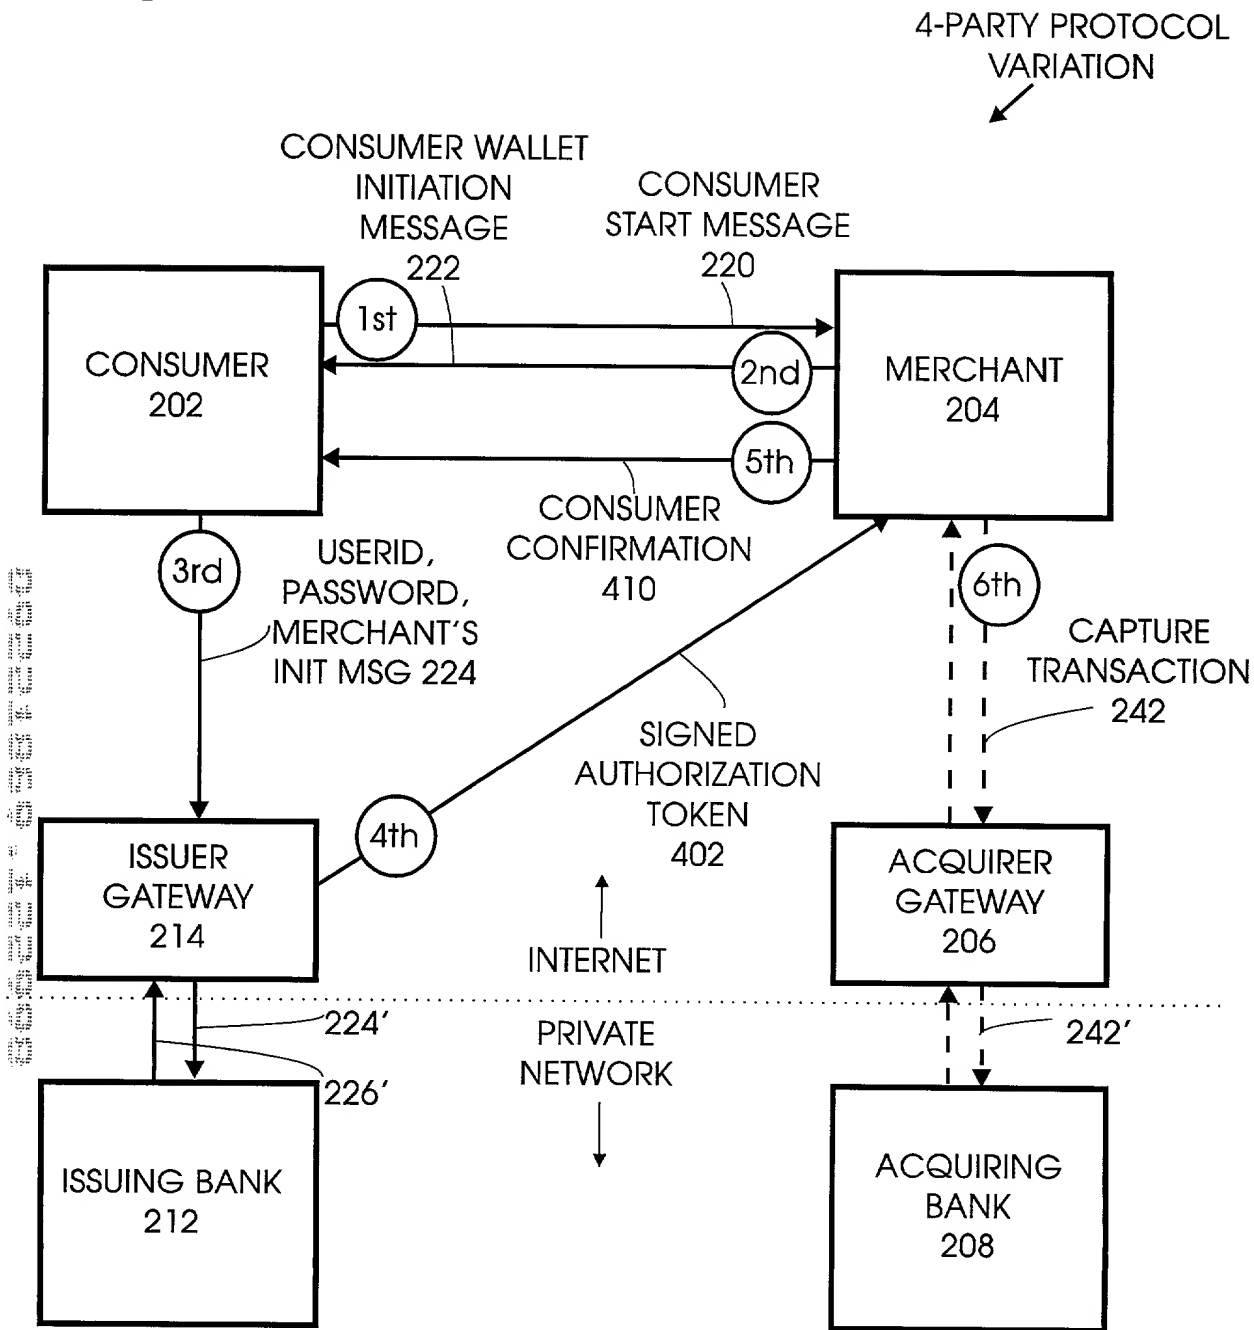 4-PARTY PROTOCOL
VARIATION
CONSUMER WALLET
INITIATION
MESSAGE
222
CONSUMER
START MESSAGE
220
1st
CONSUMER
202
2nd
MERCHANT
204
5th
CONSUMER
CONFIRMATION
410
3rd
USERID,
PASSWORD,
MERCHANT'S
INIT MSG 224
6th
CAPTURE
TRANSACTION
242
SIGNED
AUTHORIZATION
TOKEN
402
4th
ISSUER
GATEWAY
214
ACQUIRER
GATEWAY
206
INTERNET
224'
PRIVATE
NETWORK
242'
226'
ISSUING BANK
212
ACQUIRING
BANK
208